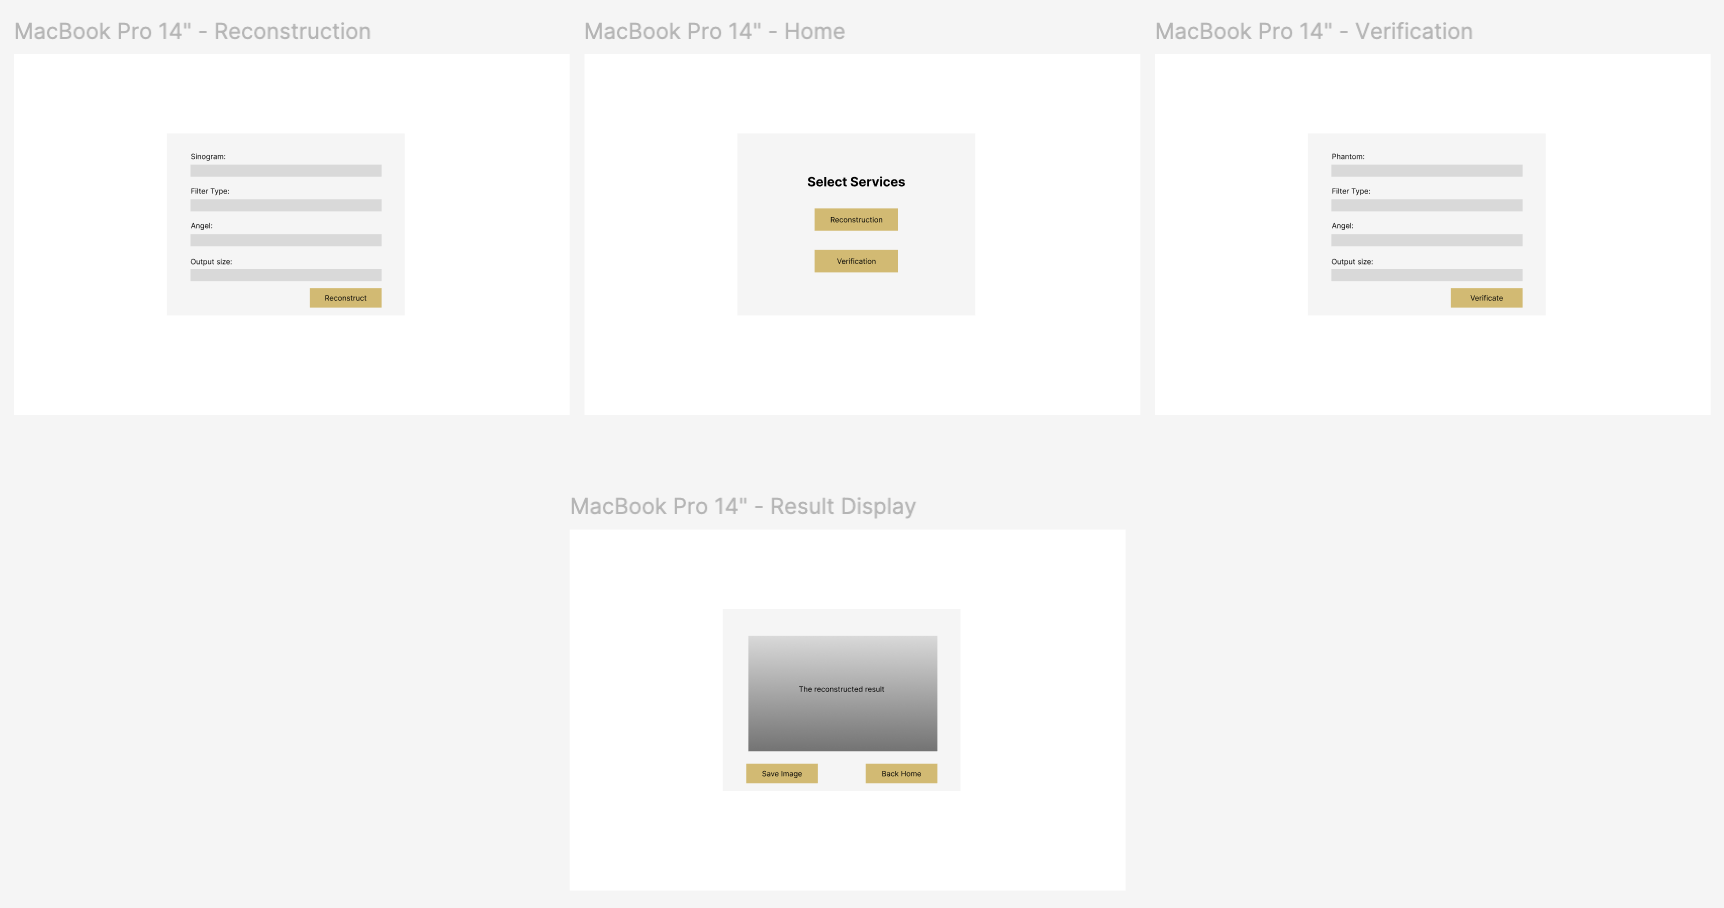 MacBook Pro 14" - Reconstruction
Sinogram:
Filter Type:
Angel:
Output size:
Reconstruct
MacBook Pro 14" - Home
Select Services
Reconstruction
Verification
MacBook Pro 14" - Verification
Phantom:
Filter Type:
Angel:
Output size:
Verificate
MacBook Pro 14" - Result Display
The reconstructed result
Save Image
Back Home